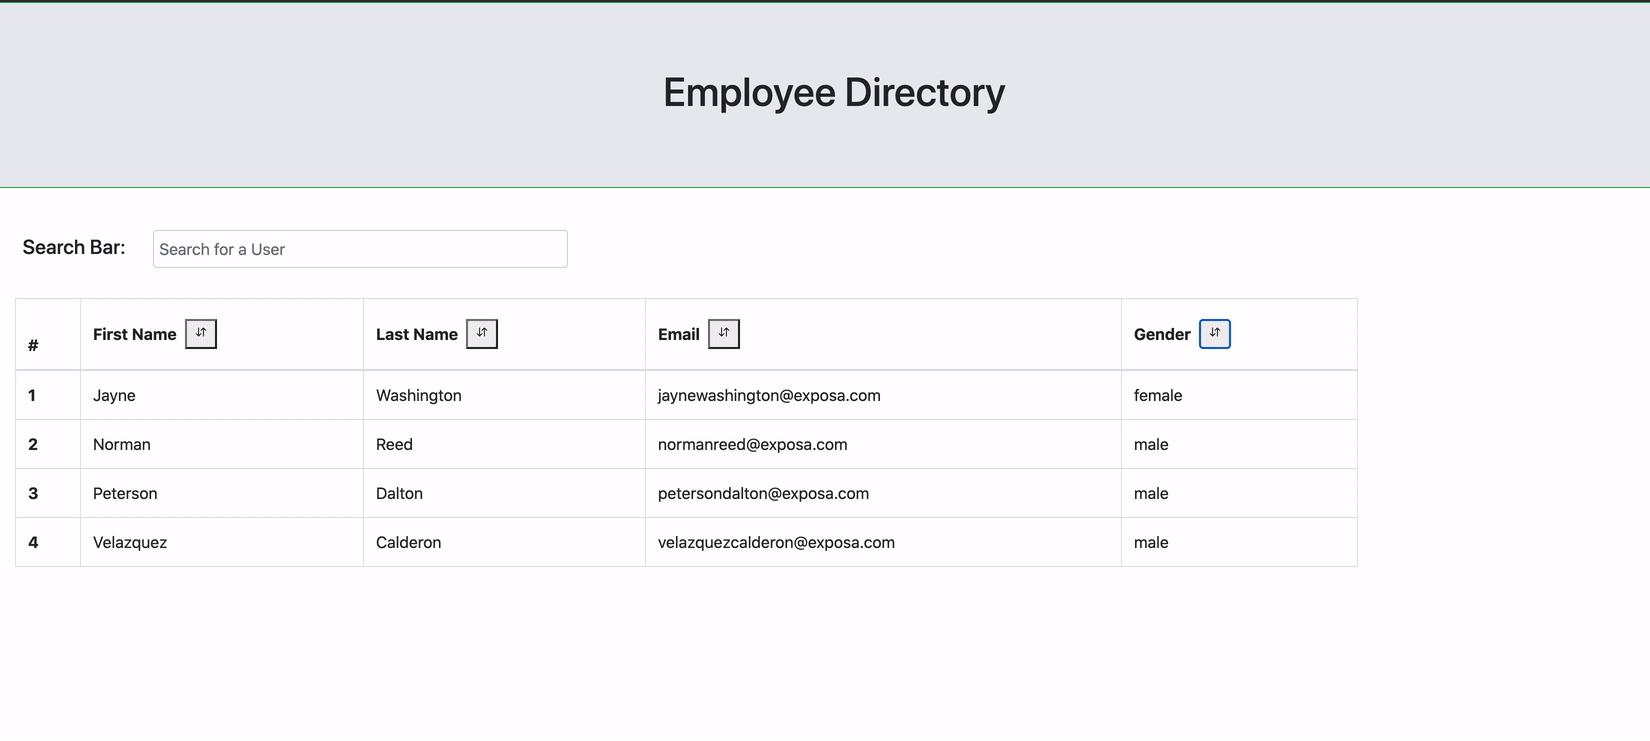 Employee Directory
Search Bar: Search for a User
# First Name Last Name Email Gender
1 Jayne Washington jaynewashington@exposa.com female
2 Norman Reed normanreed@exposa.com male
3 Peterson Dalton petersondalton@exposa.com male
4 Velazquez Calderon velazquezcalderon@exposa.com male